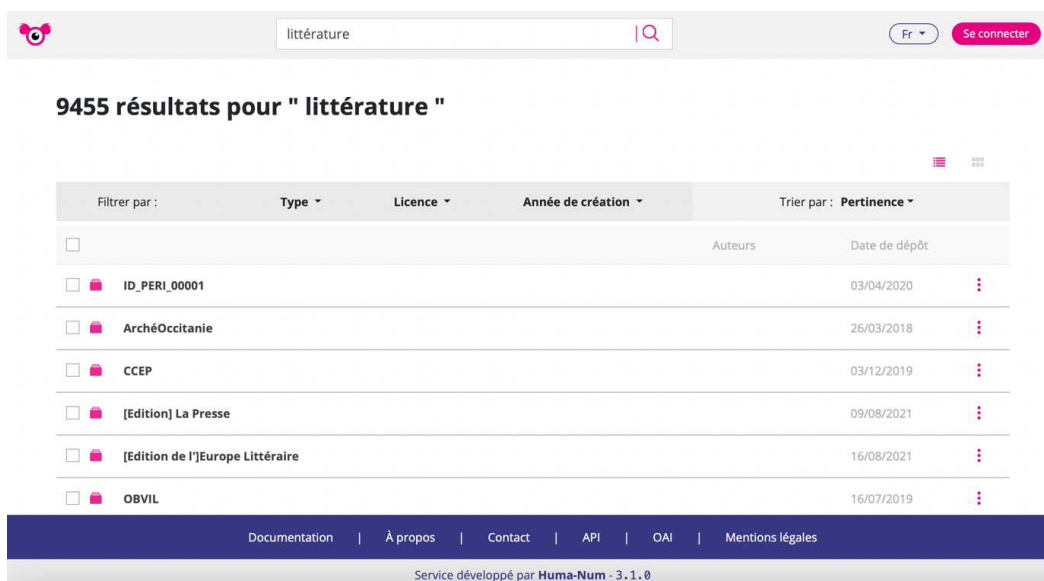 littérature
Fr
Se connecter
9455 résultats pour " littérature "
Filtrer par : Type Licence Année de création Trier par : Pertinence
Auteurs Date de dépôt
ID_PERI_00001 03/04/2020
ArchéOccitanie 26/03/2018
CCEP 03/12/2019
[Edition] La Presse 09/08/2021
[Edition de l']Europe Littéraire 16/08/2021
OBVIL 16/07/2019
Documentation | À propos | Contact | API | OAI | Mentions légales
Service développé par Huma-Num - 3.1.0